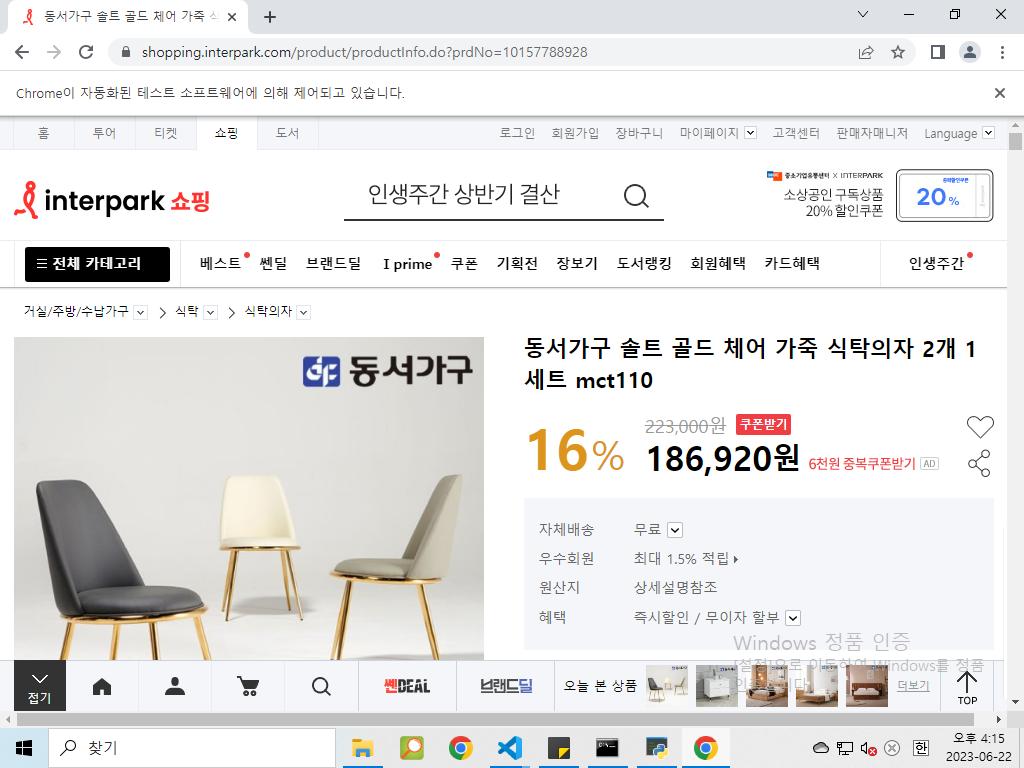 동서가구 솔트 골드 체어 가죽 식
shopping.interpark.com/product/productInfo.do?prdNo=10157788928
Chrome이 자동화된 테스트 소프트웨어에 의해 제어되고 있습니다.
홈 투어 티켓 쇼핑 도서 로그인 회원가입 장바구니 마이페이지 고객센터 판매자매니저 Language
interpark 쇼핑
인생주간 상반기 결산
중소기업유통센터 X INTERPARK
소상공인 구독상품
20% 할인쿠폰
중복할인쿠폰
20%
전체 카테고리 베스트 쎈딜 브랜드딜 I prime 쿠폰 기획전 장보기 도서랭킹 회원혜택 카드혜택 인생주간
거실/주방/수납가구 식탁 식탁의자
동서가구
동서가구 솔트 골드 체어 가죽 식탁의자 2개 1
세트 mct110
16%
223,000원 쿠폰받기
186,920원 6천원 중복쿠폰받기 AD
자체배송 무료
우수회원 최대 1.5% 적립
원산지 상세설명참조
혜택 즉시할인 / 무이자 할부
Windows 정품 인증
[설정]으로 이동하여 Windows를 정품
접기
쎈DEAL
브랜드딜
오늘 본 상품
더보기
TOP
찾기
한
오후 4:15
2023-06-22